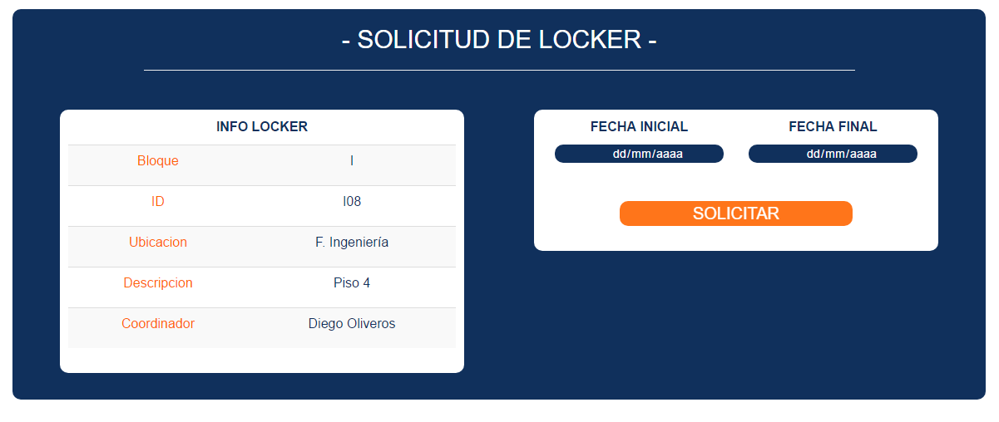 - SOLICITUD DE LOCKER -
INFO LOCKER
Bloque I
ID I08
Ubicacion F. Ingeniería
Descripcion Piso 4
Coordinador Diego Oliveros
FECHA INICIAL FECHA FINAL
dd/mm/aaaa dd/mm/aaaa
SOLICITAR